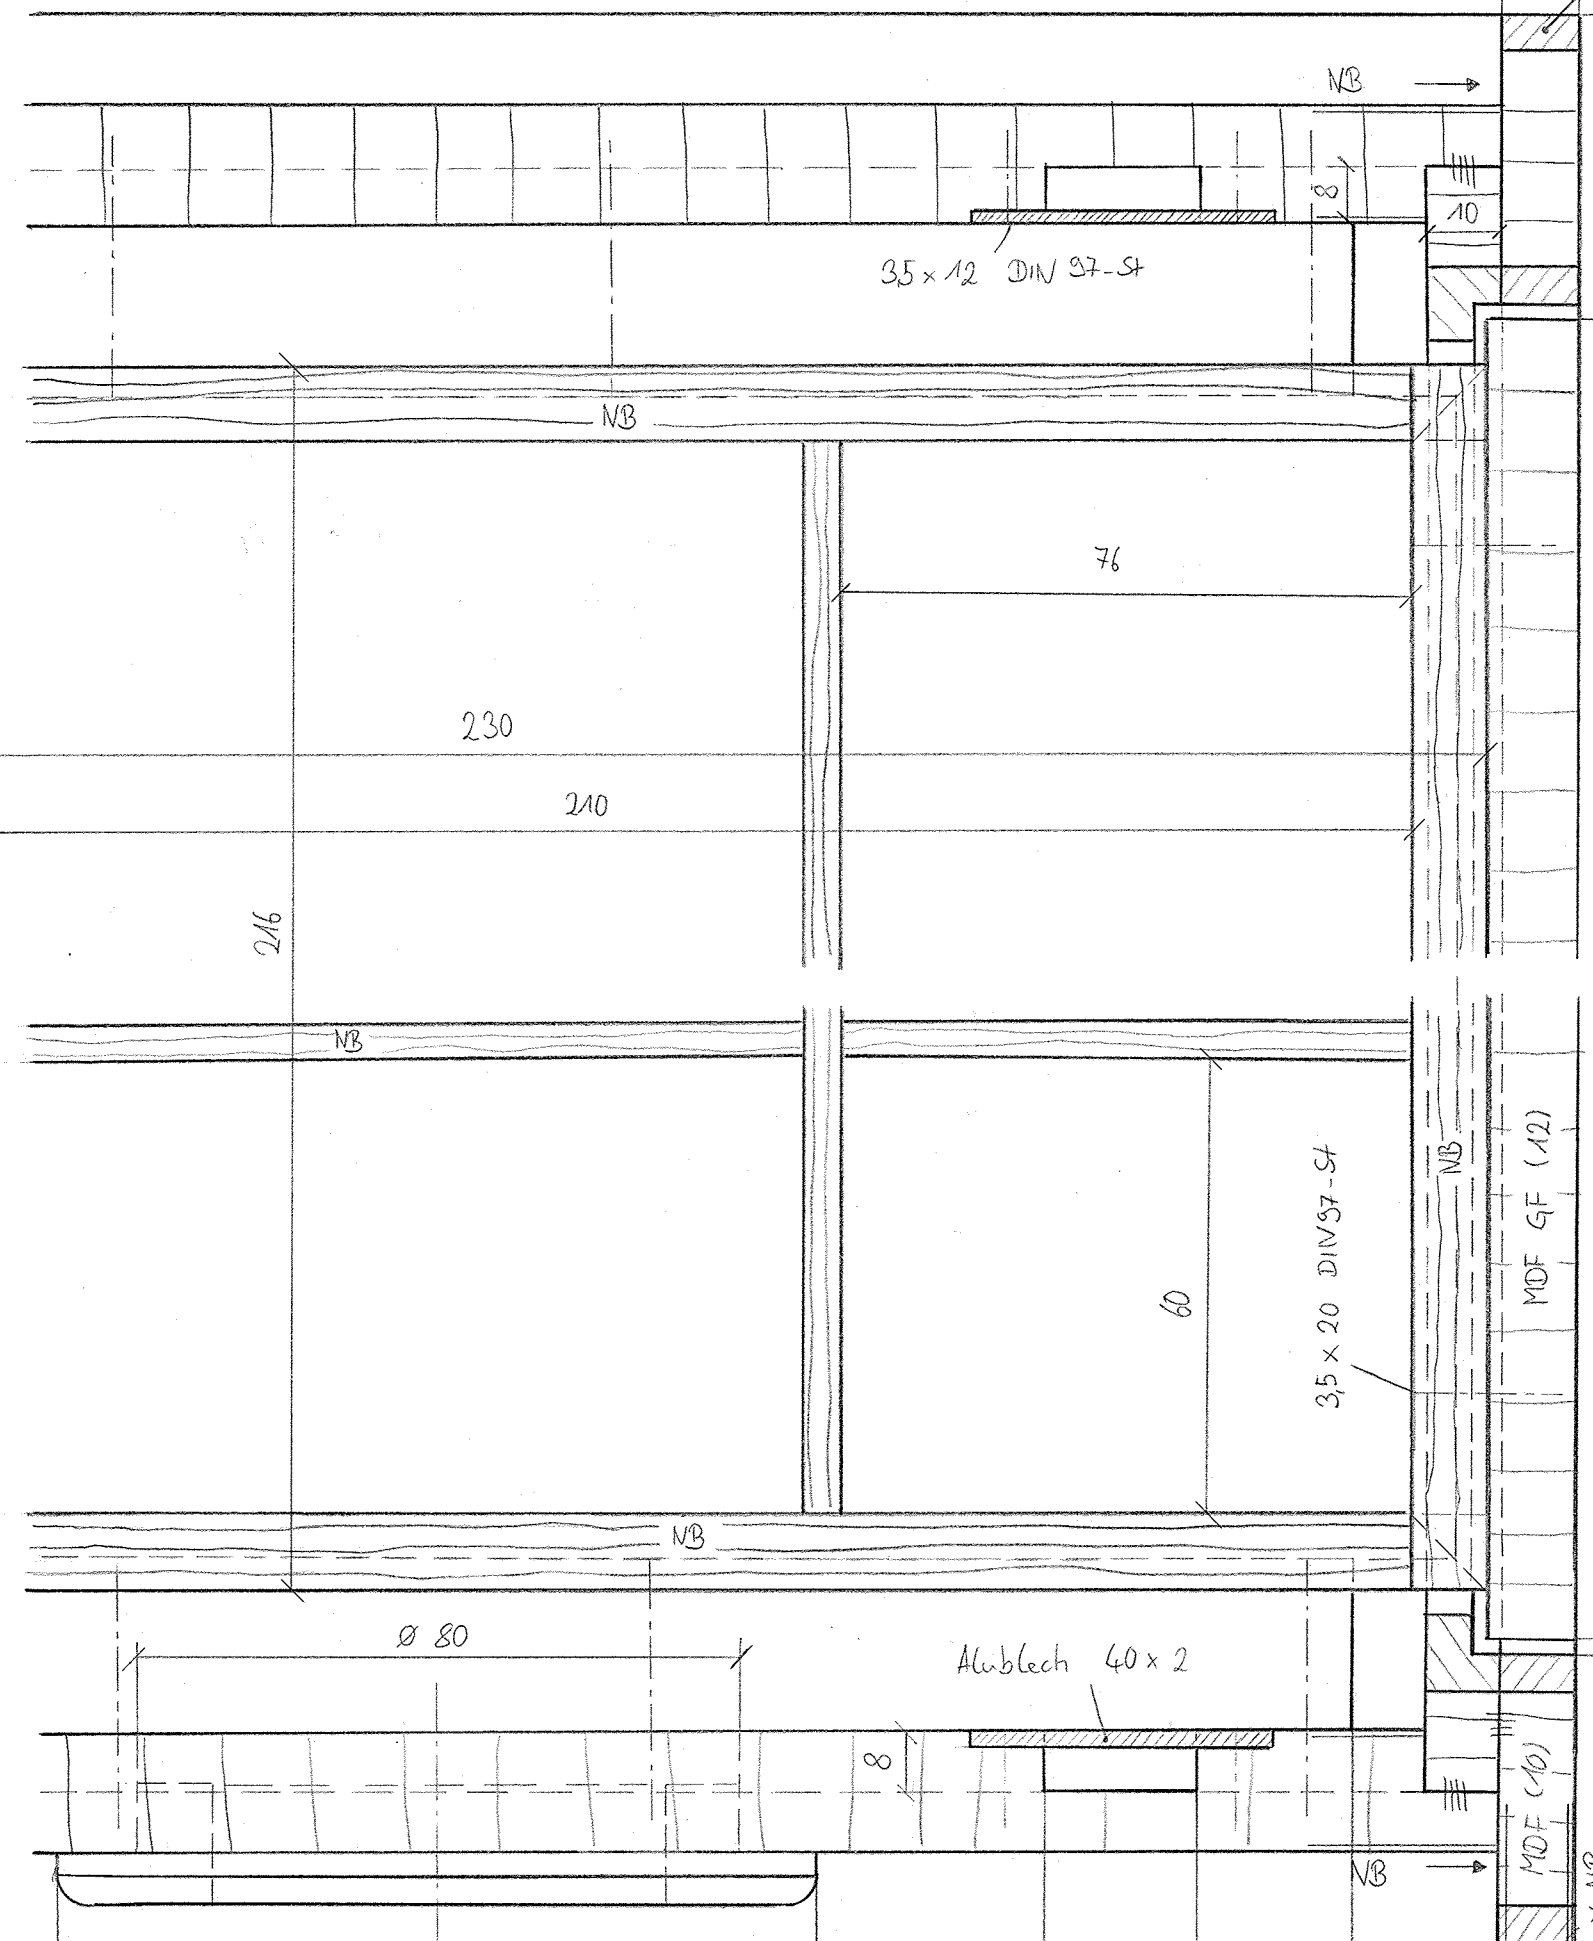 NB
8
10
3,5 x 12 DIN 97-St
NB
76
230
210
216
NB
MDF GF (12)
NB
3,5 x 20 DIN 97-St
60
NB
Ø 80
Alublech 40 x 2
8
MDF (10)
NB
NB